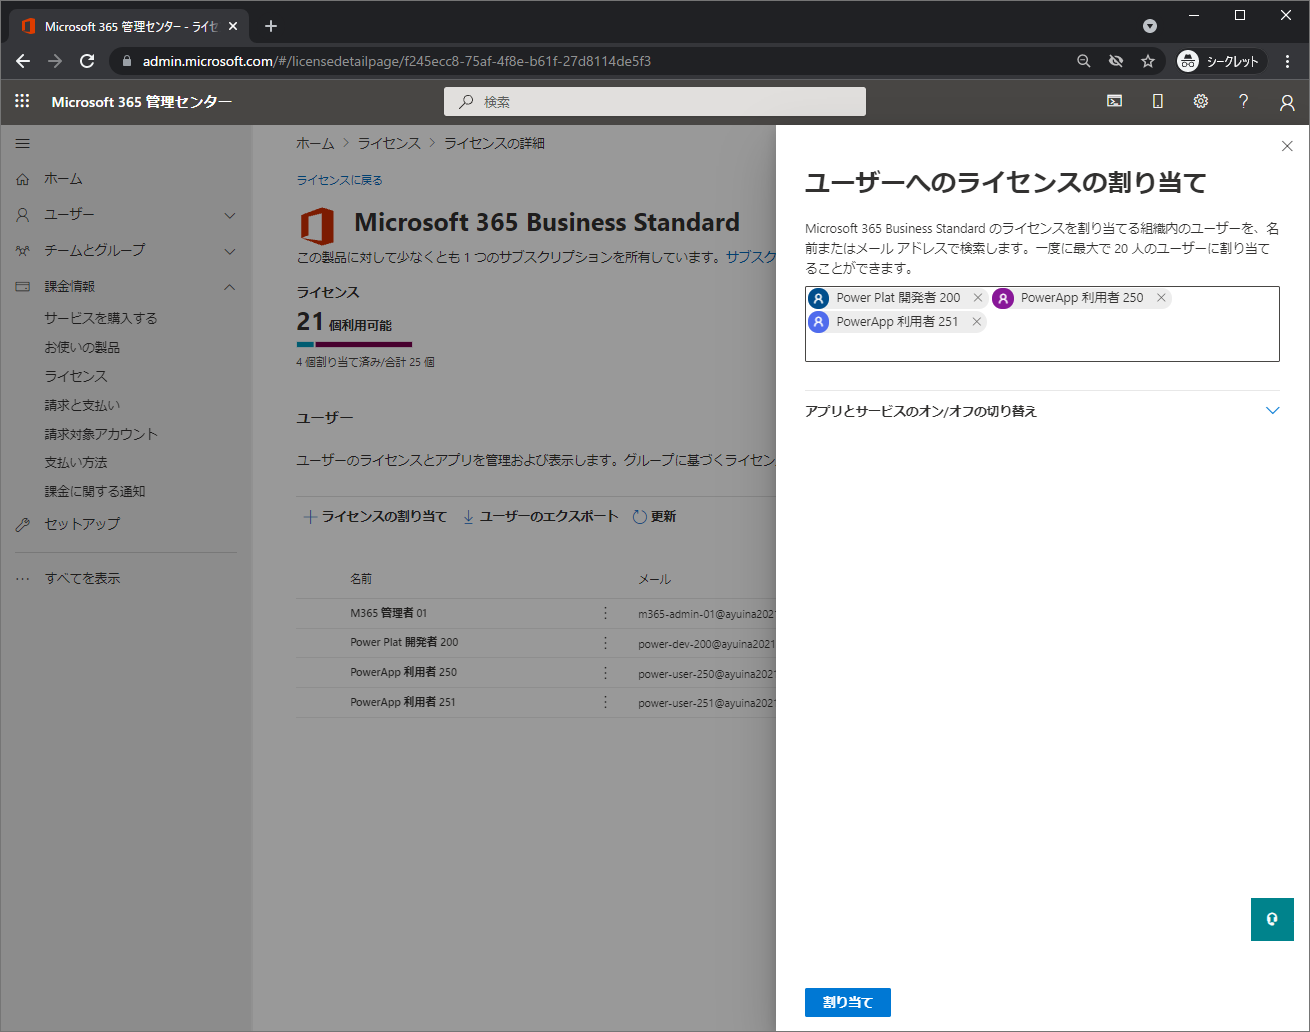 Microsoft 365 管理センター - ライセ
admin.microsoft.com/#/licensedetailpage/f245ecc8-75af-4f8e-b61f-27d8114de5f3
シークレット
Microsoft 365 管理センター
検索
ホーム
ユーザー
チームとグループ
課金情報
サービスを購入する
お使いの製品
ライセンス
請求と支払い
請求対象アカウント
支払い方法
課金に関する通知
セットアップ
すべてを表示
ホーム > ライセンス > ライセンスの詳細
ライセンスに戻る
Microsoft 365 Business Standard
この製品に対して少なくとも 1 つのサブスクリプションを所有しています。サブスク
ライセンス
21 個利用可能
4 個割り当て済み/合計 25 個
ユーザー
ユーザーのライセンスとアプリを管理および表示します。グループに基づくライセン
ライセンスの割り当て ユーザーのエクスポート 更新
名前 メール
M365 管理者 01 m365-admin-01@ayuina2021
Power Plat 開発者 200 power-dev-200@ayuina2021
PowerApp 利用者 250 power-user-250@ayuina202
PowerApp 利用者 251 power-user-251@ayuina2021
ユーザーへのライセンスの割り当て
Microsoft 365 Business Standard のライセンスを割り当てる組織内のユーザーを、名
前またはメール アドレスで検索します。一度に最大で 20 人のユーザーに割り当て
ることができます。
Power Plat 開発者 200 PowerApp 利用者 250
PowerApp 利用者 251
アプリとサービスのオン/オフの切り替え
割り当て